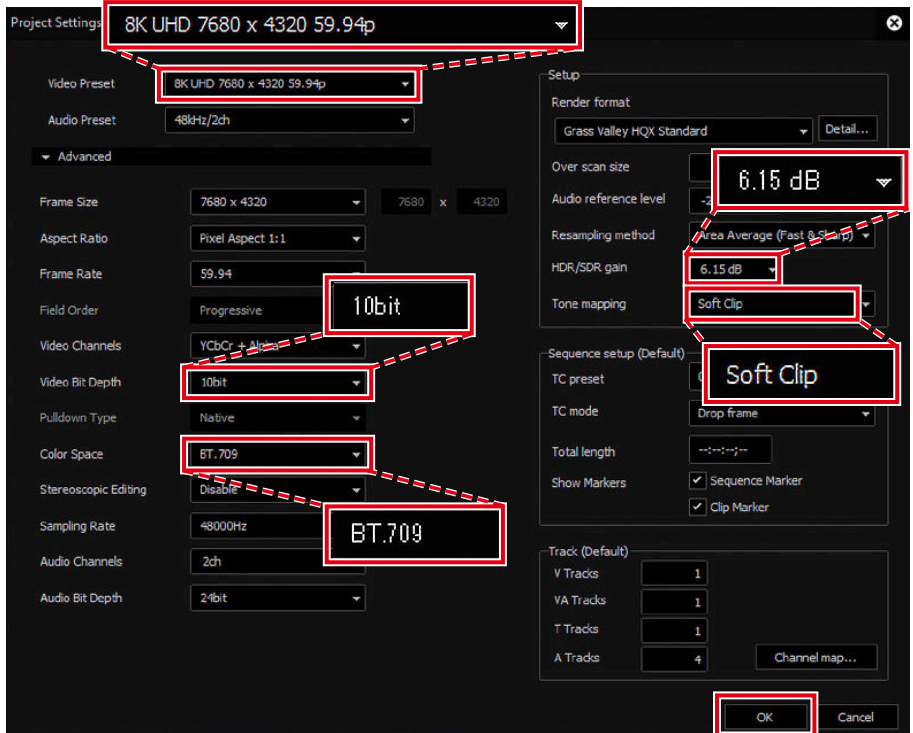 Project Settings
8K UHD 7680 x 4320 59.94p
Video Preset 8K UHD 7680 x 4320 59.94p
Audio Preset 48kHz/2ch
Advanced
Frame Size 7680 x 4320 7680 x 4320
Aspect Ratio Pixel Aspect 1:1
Frame Rate 59.94
Field Order Progressive
10bit
Video Channels YCbCr + Alpha
Video Bit Depth 10bit
Pulldown Type Native
Color Space BT.709
Stereoscopic Editing Disable
Sampling Rate 48000Hz
BT.709
Audio Channels 2ch
Audio Bit Depth 24bit
Setup
Render format
Grass Valley HQX Standard Detail...
Over scan size
6.15 dB
Audio reference level
Resampling method Area Average (Fast & Sharp)
HDR/SDR gain 6.15 dB
Tone mapping Soft Clip
Sequence setup (Default)
TC preset
Soft Clip
TC mode Drop frame
Total length --:--:--;--
Show Markers Sequence Marker
Clip Marker
Track (Default)
V Tracks 1
VA Tracks 1
T Tracks 1
A Tracks 4 Channel map...
OK Cancel